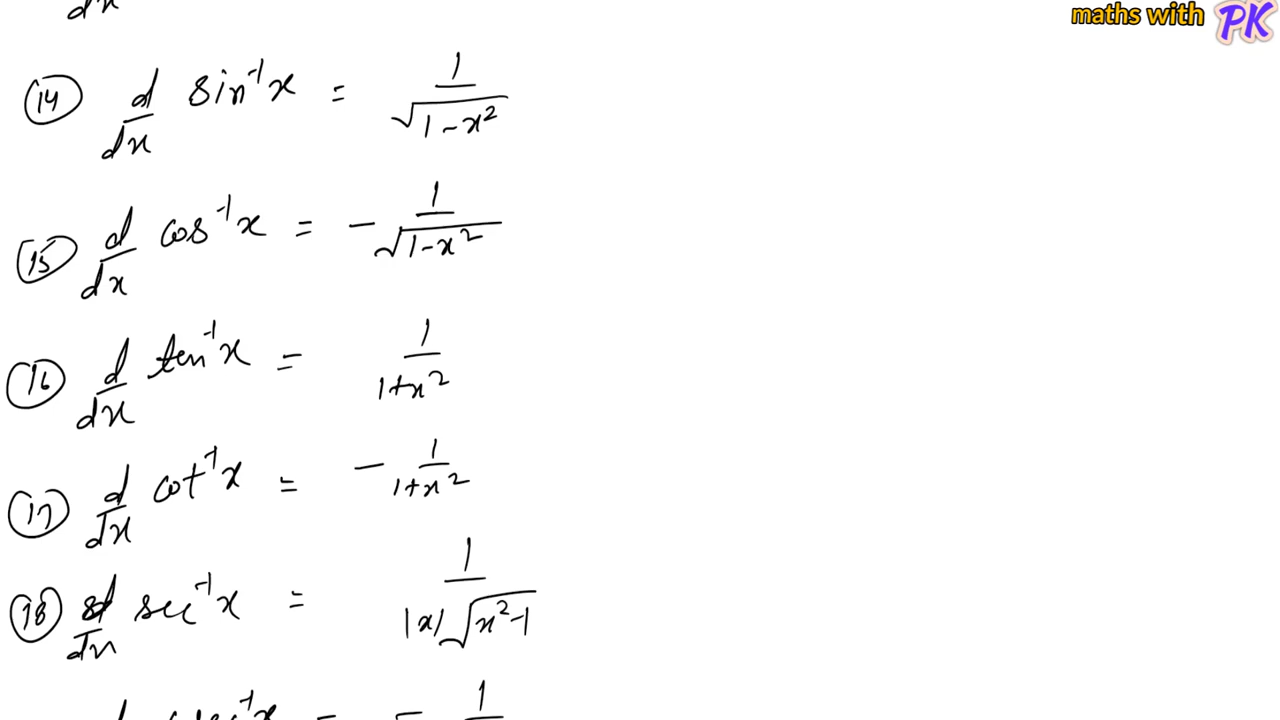 dx
maths with PK
(14) d/dx sin⁻¹x = 1/√(1-x²)
(15) d/dx cos⁻¹x = - 1/√(1-x²)
(16) d/dx tan⁻¹x = 1/(1+x²)
(17) d/dx cot⁻¹x = - 1/(1+x²)
(18) d/dx sec⁻¹x = 1/(|x|√(x²-1))